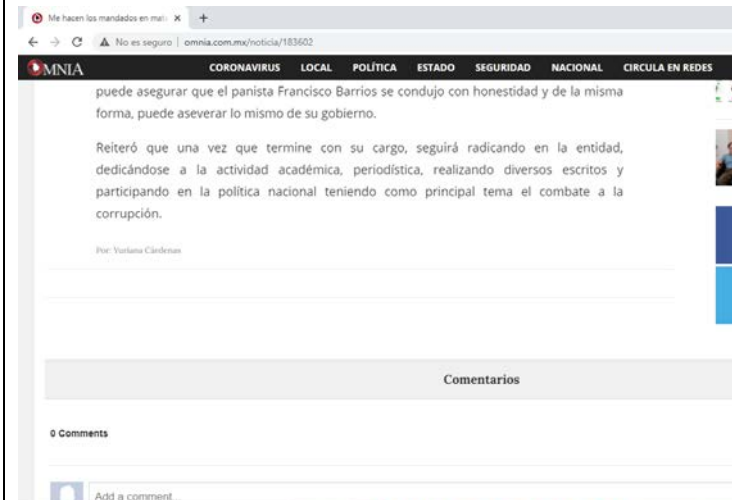 Me hacen los mandados en mat
No es seguro | omnia.com.mx/noticia/183602
OMNIA
CORONAVIRUS LOCAL POLÍTICA ESTADO SEGURIDAD NACIONAL CIRCULA EN REDES
puede asegurar que el panista Francisco Barrios se condujo con honestidad y de la misma
forma, puede aseverar lo mismo de su gobierno.
Reiteró que una vez que termine con su cargo, seguirá radicando en la entidad,
dedicándose a la actividad académica, periodística, realizando diversos escritos y
participando en la política nacional teniendo como principal tema el combate a la
corrupción.
Por: Yuriana Cárdenas
Comentarios
0 Comments
Add a comment...